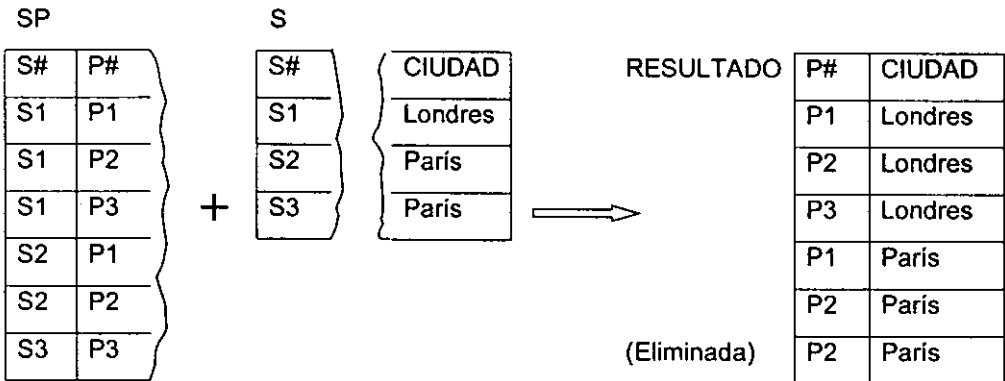 SP
S# P#
S1 P1
S1 P2
S1 P3
S2 P1
S2 P2
S3 P3
+
S
S# CIUDAD
S1 Londres
S2 París
S3 París
RESULTADO P# CIUDAD
P1 Londres
P2 Londres
P3 Londres
P1 París
P2 París
(Eliminada) P2 París